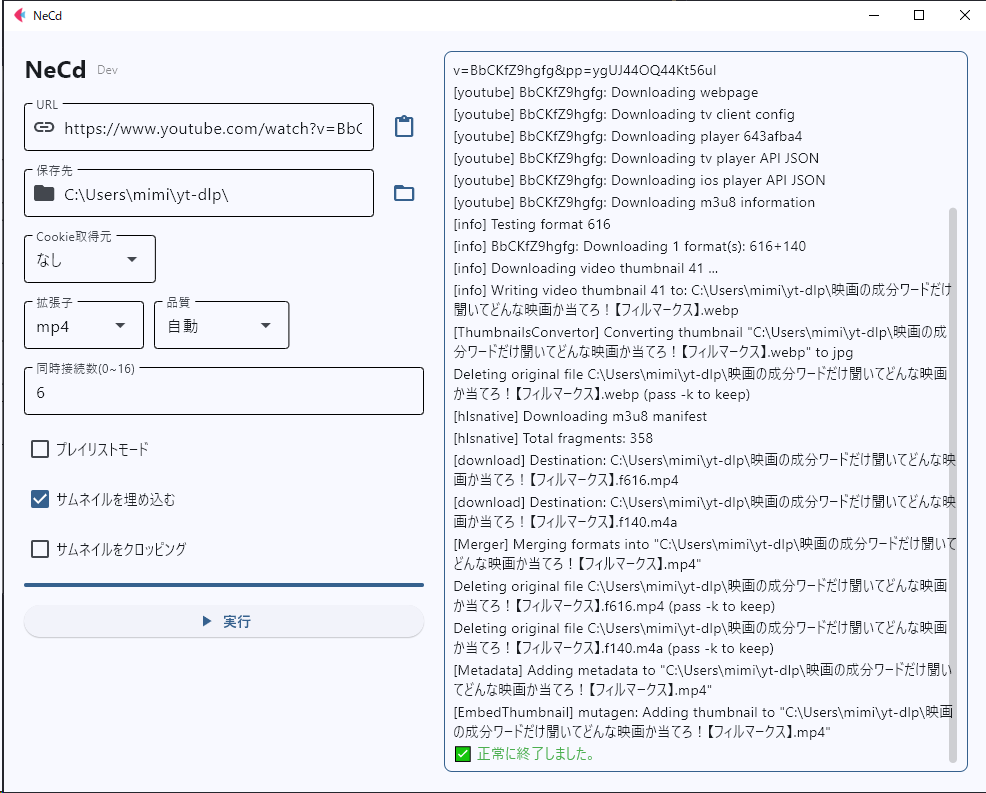 NeCd
NeCd Dev
URL
https://www.youtube.com/watch?v=BbC
保存先
C:\Users\mimi\yt-dlp\
Cookie取得元
なし
拡張子
mp4
品質
自動
同時接続数(0~16)
6
プレイリストモード
サムネイルを埋め込む
サムネイルをクロッピング
実行
v=BbCKfZ9hgfg&pp=ygUJ44OQ44Kt56uI
[youtube] BbCKfZ9hgfg: Downloading webpage
[youtube] BbCKfZ9hgfg: Downloading tv client config
[youtube] BbCKfZ9hgfg: Downloading player 643afba4
[youtube] BbCKfZ9hgfg: Downloading tv player API JSON
[youtube] BbCKfZ9hgfg: Downloading ios player API JSON
[youtube] BbCKfZ9hgfg: Downloading m3u8 information
[info] Testing format 616
[info] BbCKfZ9hgfg: Downloading 1 format(s): 616+140
[info] Downloading video thumbnail 41 ...
[info] Writing video thumbnail 41 to: C:\Users\mimi\yt-dlp\映画の成分ワードだけ
聞いてどんな映画か当てろ！【フィルマークス】.webp
[ThumbnailsConvertor] Converting thumbnail "C:\Users\mimi\yt-dlp\映画の成
分ワードだけ聞いてどんな映画か当てろ！【フィルマークス】.webp" to jpg
Deleting original file C:\Users\mimi\yt-dlp\映画の成分ワードだけ聞いてどんな映画
か当てろ！【フィルマークス】.webp (pass -k to keep)
[hlsnative] Downloading m3u8 manifest
[hlsnative] Total fragments: 358
[download] Destination: C:\Users\mimi\yt-dlp\映画の成分ワードだけ聞いてどんな映
画か当てろ！【フィルマークス】.f616.mp4
[download] Destination: C:\Users\mimi\yt-dlp\映画の成分ワードだけ聞いてどんな映
画か当てろ！【フィルマークス】.f140.m4a
[Merger] Merging formats into "C:\Users\mimi\yt-dlp\映画の成分ワードだけ聞いて
どんな映画か当てろ！【フィルマークス】.mp4"
Deleting original file C:\Users\mimi\yt-dlp\映画の成分ワードだけ聞いてどんな映画
か当てろ！【フィルマークス】.f616.mp4 (pass -k to keep)
Deleting original file C:\Users\mimi\yt-dlp\映画の成分ワードだけ聞いてどんな映画
か当てろ！【フィルマークス】.f140.m4a (pass -k to keep)
[Metadata] Adding metadata to "C:\Users\mimi\yt-dlp\映画の成分ワードだけ聞い
てどんな映画か当てろ！【フィルマークス】.mp4"
[EmbedThumbnail] mutagen: Adding thumbnail to "C:\Users\mimi\yt-dlp\映画
の成分ワードだけ聞いてどんな映画か当てろ！【フィルマークス】.mp4"
✅ 正常に終了しました。